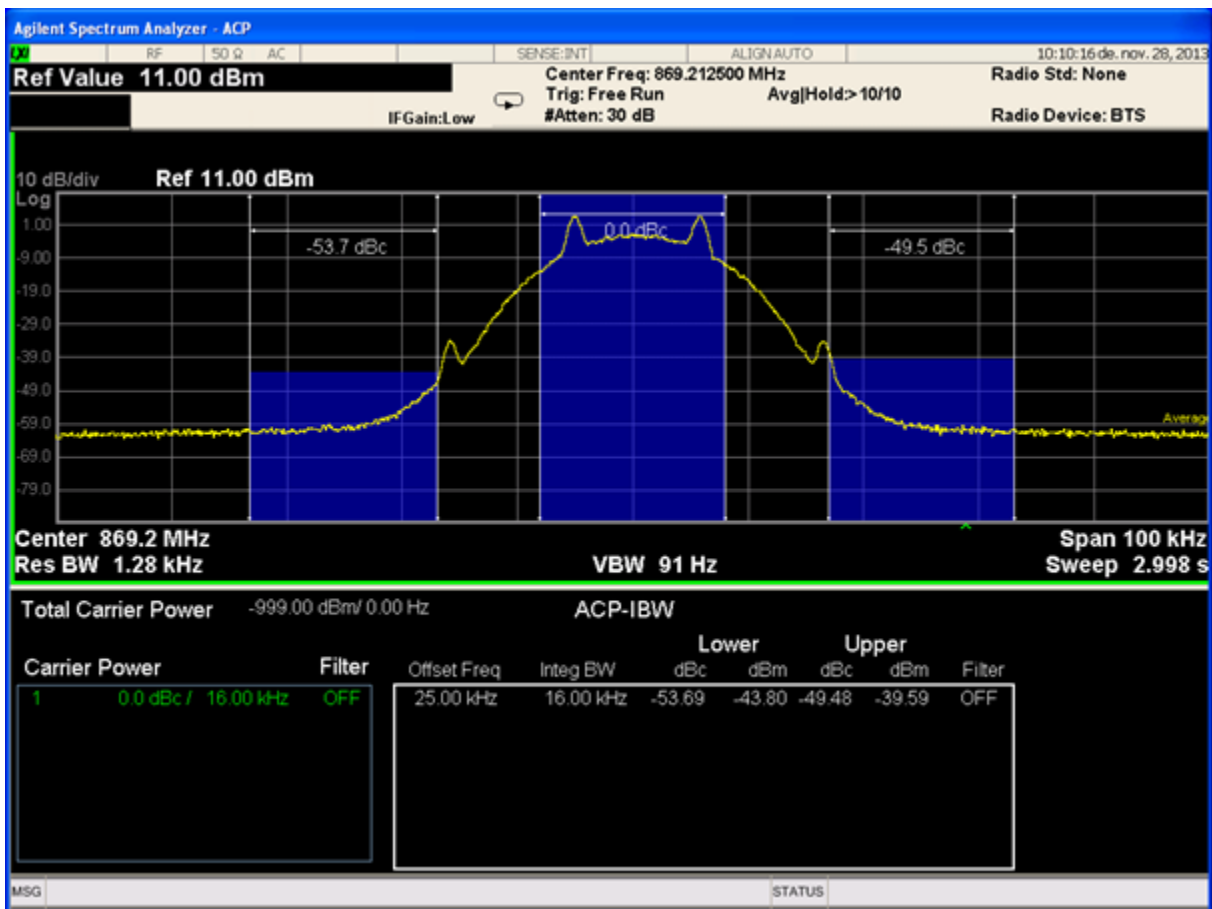 Agilent Spectrum Analyzer - ACP
LXI RF 50 Ω AC SENSE:INT ALIGNAUTO 10:10:16 de. nov. 28, 2013
Ref Value 11.00 dBm
Center Freq: 869.212500 MHz
Radio Std: None
Trig: Free Run Avg|Hold:>10/10
IFGain:Low #Atten: 30 dB
Radio Device: BTS
10 dB/div Ref 11.00 dBm
Log
1.00
-9.00
-19.0
-29.0
-39.0
-49.0
-59.0
-69.0
-79.0
-53.7 dBc
0.0 dBc
-49.5 dBc
Average
Center 869.2 MHz Span 100 kHz
Res BW 1.28 kHz VBW 91 Hz Sweep 2.998 s
Total Carrier Power -999.00 dBm/ 0.00 Hz ACP-IBW
Lower Upper
Carrier Power Filter Offset Freq Integ BW dBc dBm dBc dBm Filter
1 0.0 dBc / 16.00 kHz OFF 25.00 kHz 16.00 kHz -53.69 -43.80 -49.48 -39.59 OFF
MSG STATUS